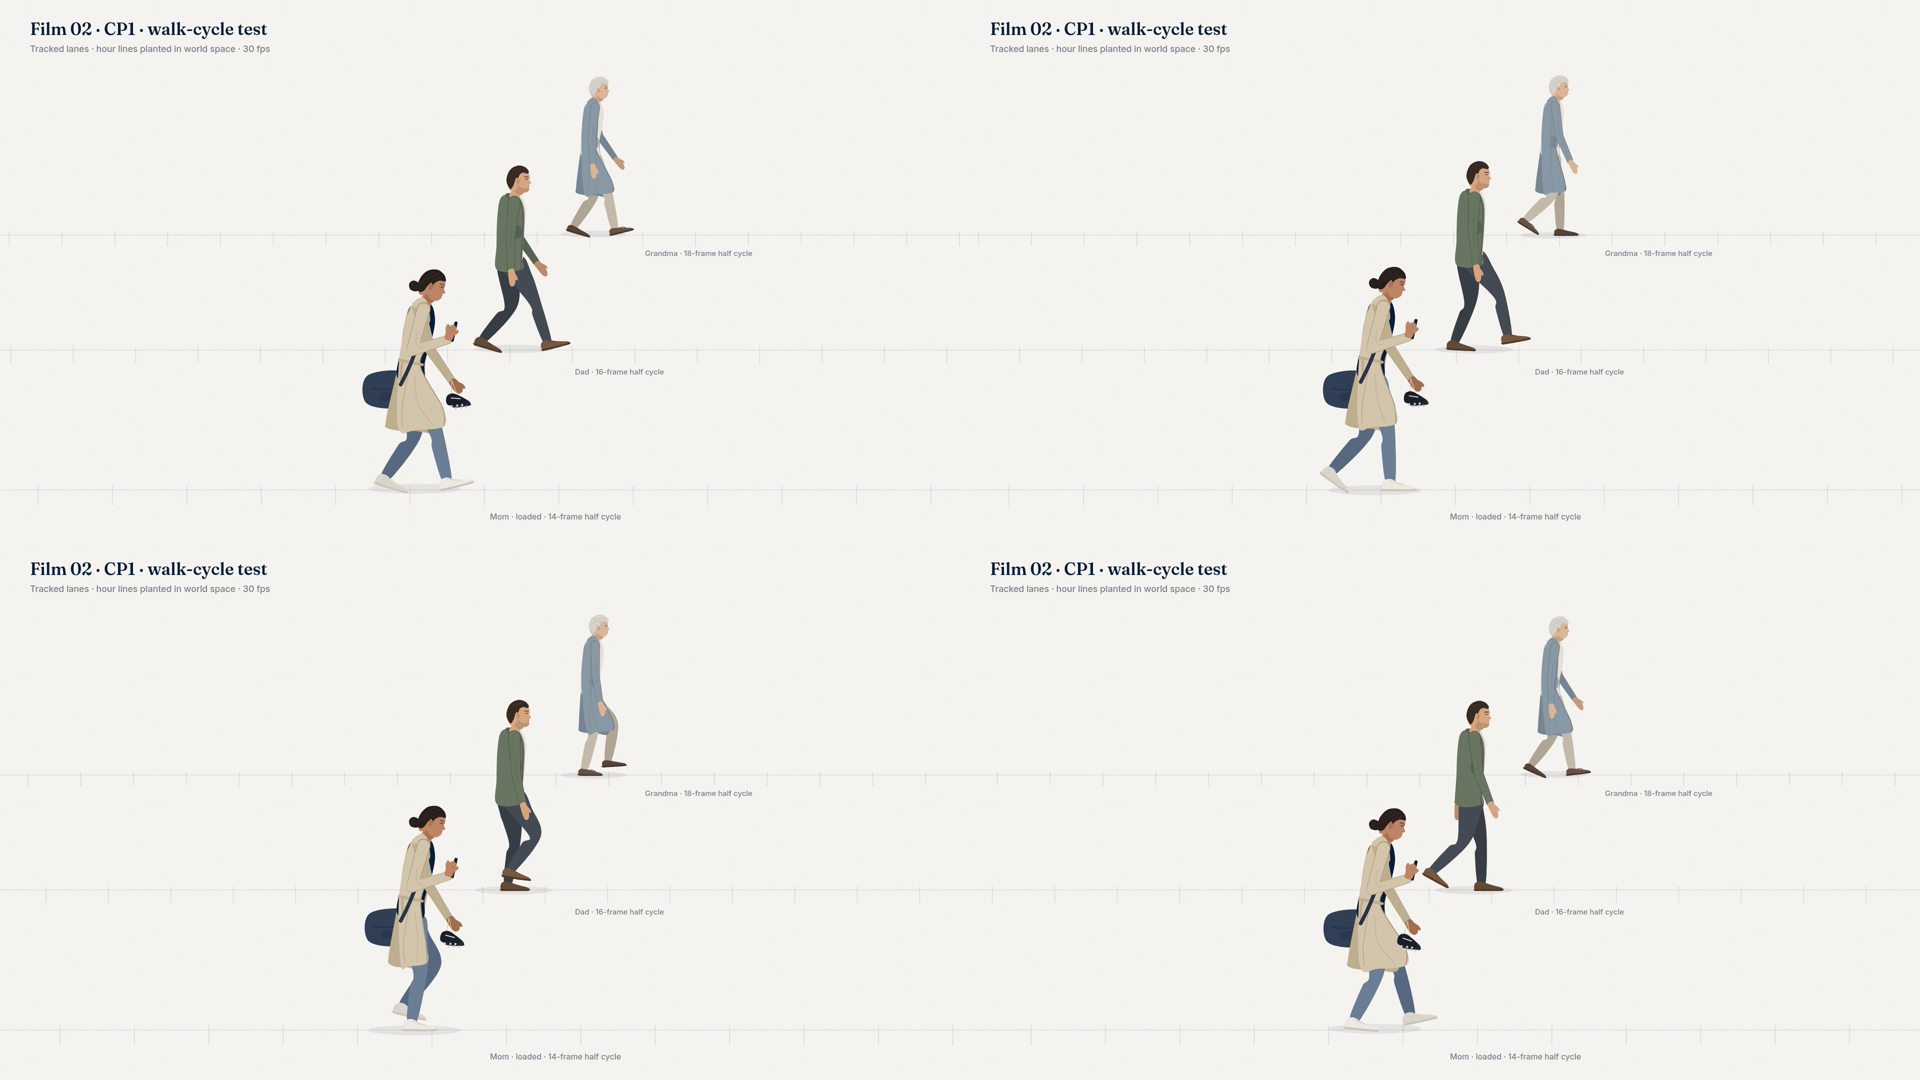 Film 02 · CP1 · walk-cycle test
Tracked lanes · hour lines planted in world space · 30 fps
Grandma · 18-frame half cycle
Dad · 16-frame half cycle
Mom · loaded · 14-frame half cycle
Film 02 · CP1 · walk-cycle test
Tracked lanes · hour lines planted in world space · 30 fps
Grandma · 18-frame half cycle
Dad · 16-frame half cycle
Mom · loaded · 14-frame half cycle
Film 02 · CP1 · walk-cycle test
Tracked lanes · hour lines planted in world space · 30 fps
Grandma · 18-frame half cycle
Dad · 16-frame half cycle
Mom · loaded · 14-frame half cycle
Film 02 · CP1 · walk-cycle test
Tracked lanes · hour lines planted in world space · 30 fps
Grandma · 18-frame half cycle
Dad · 16-frame half cycle
Mom · loaded · 14-frame half cycle